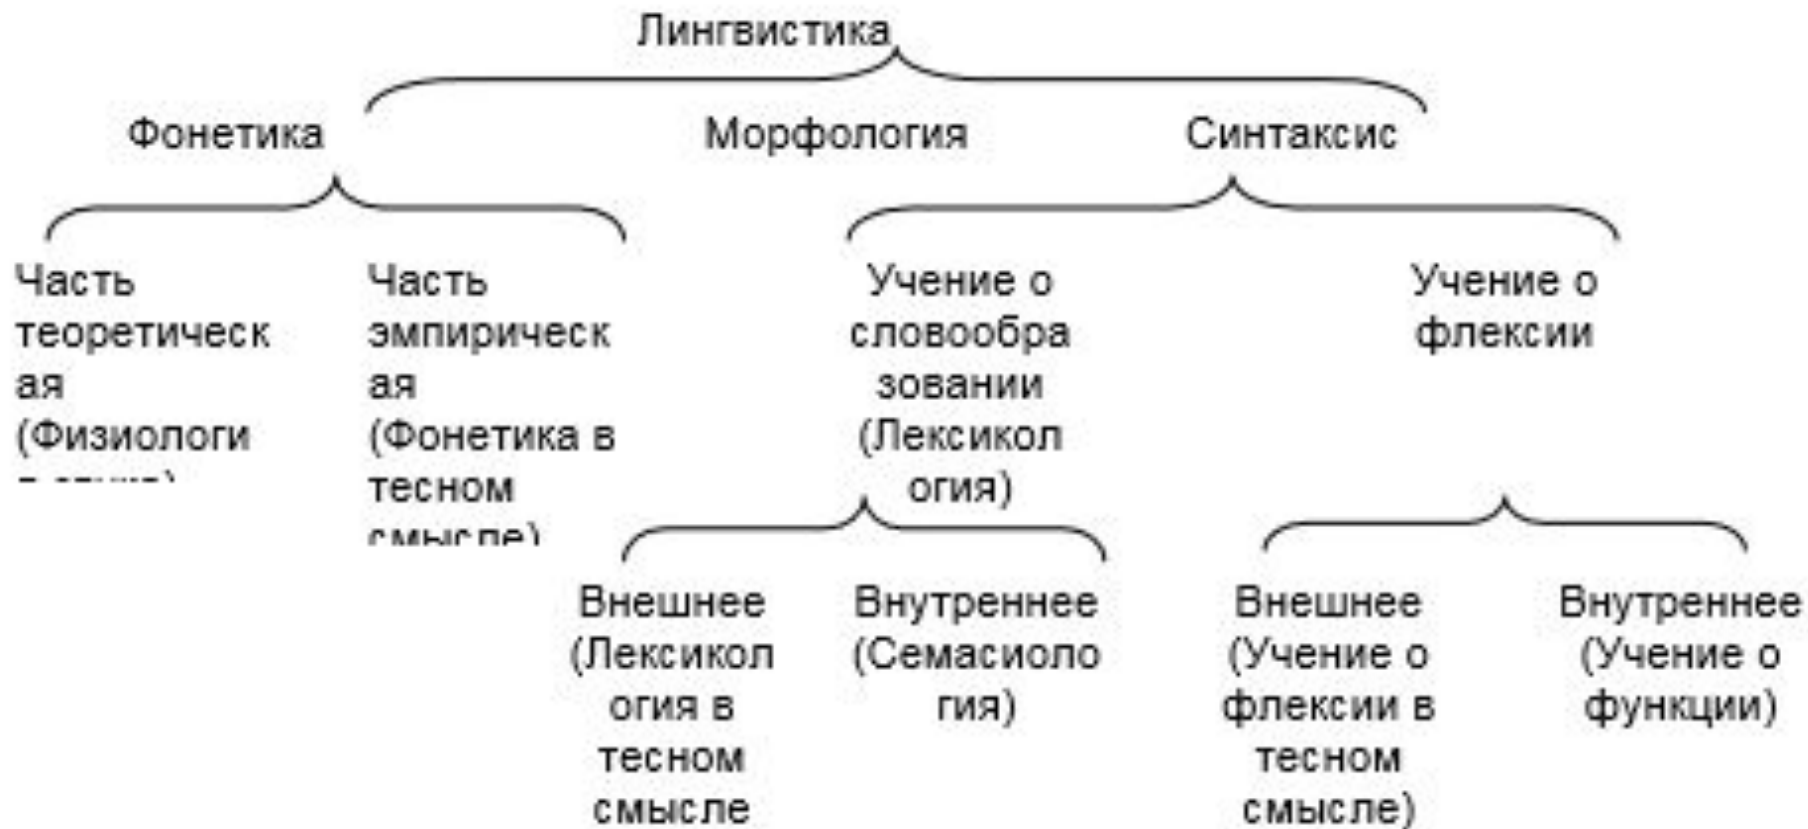 Лингвистика
Фонетика
Морфология
Синтаксис
Часть
теоретическ
ая
(Физиологи
Часть
эмпирическ
ая
(Фонетика в
тесном
смысле)
Учение о
словообра
зовании
(Лексикол
огия)
Учение о
флексии
Внешнее
(Лексикол
огия в
тесном
смысле
Внутреннее
(Семасиоло
гия)
Внешнее
(Учение о
флексии в
тесном
смысле)
Внутреннее
(Учение о
функции)